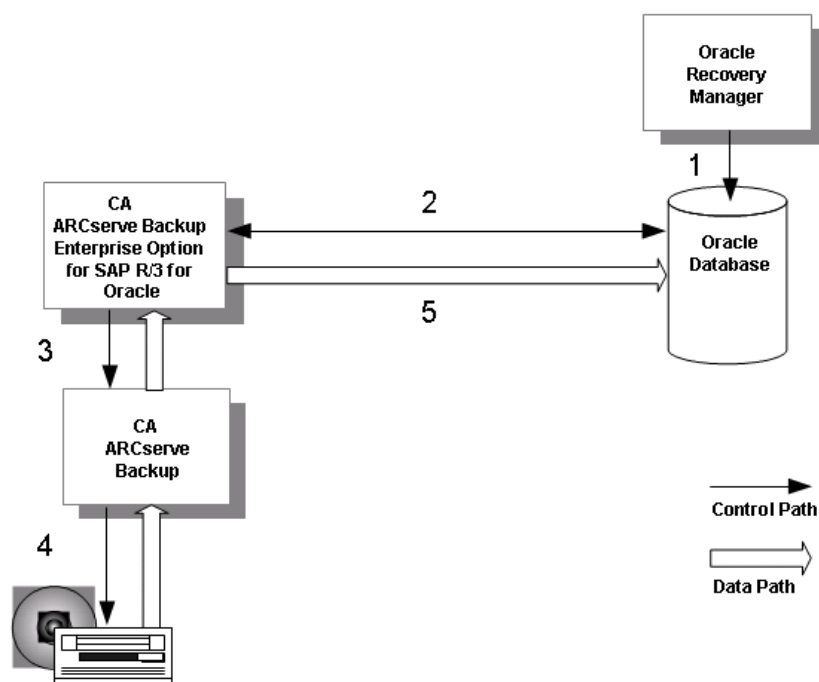 Oracle
Recovery
Manager
1
CA
ARCserve Backup
Enterprise Option
for SAP R/3 for
Oracle
2
Oracle
Database
5
3
CA
ARCserve
Backup
4
Control Path
Data Path